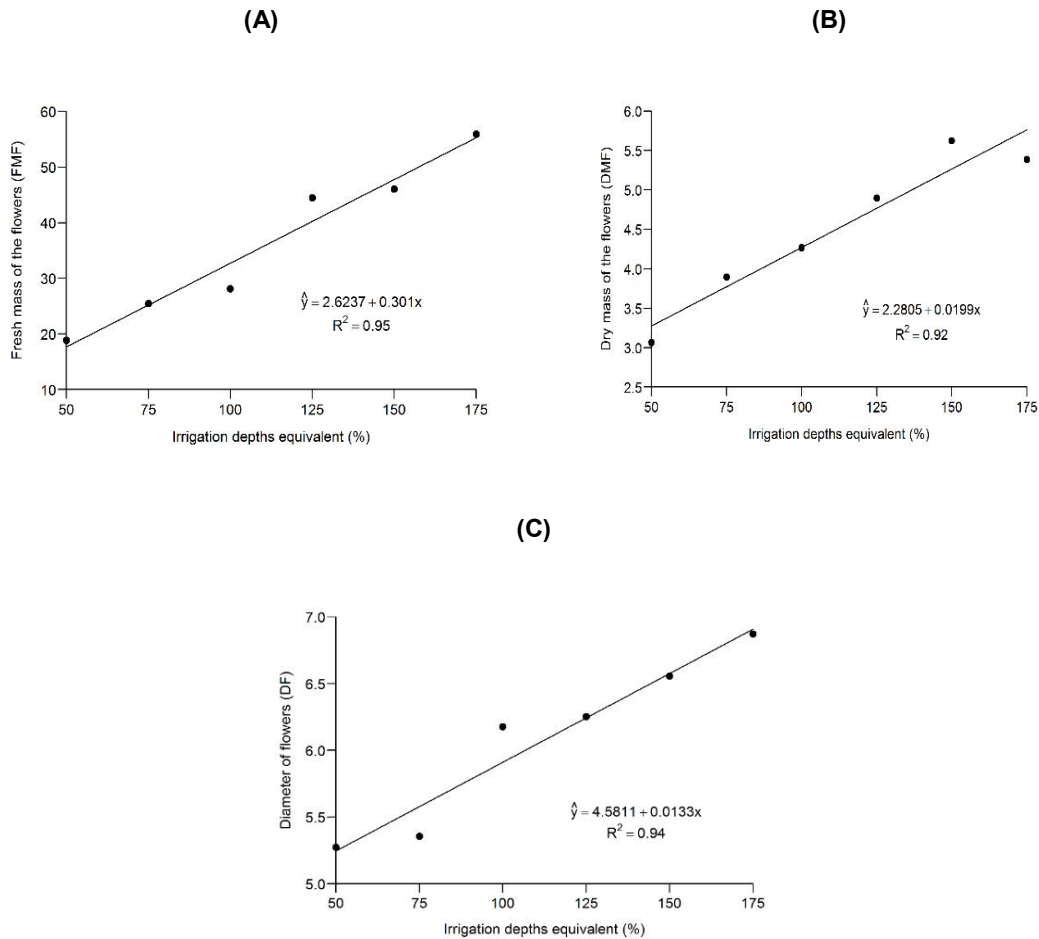 (A)
60
50
40
30
20
10
Fresh mass of the flowers (FMF)
ŷ = 2.6237 + 0.301x
R² = 0.95
50 75 100 125 150 175
Irrigation depths equivalent (%)
(B)
6.0
5.5
5.0
4.5
4.0
3.5
3.0
2.5
Dry mass of the flowers (DMF)
ŷ = 2.2805 + 0.0199x
R² = 0.92
50 75 100 125 150 175
Irrigation depths equivalent (%)
(C)
7.0
6.5
6.0
5.5
5.0
Diameter of flowers (DF)
ŷ = 4.5811 + 0.0133x
R² = 0.94
50 75 100 125 150 175
Irrigation depths equivalent (%)